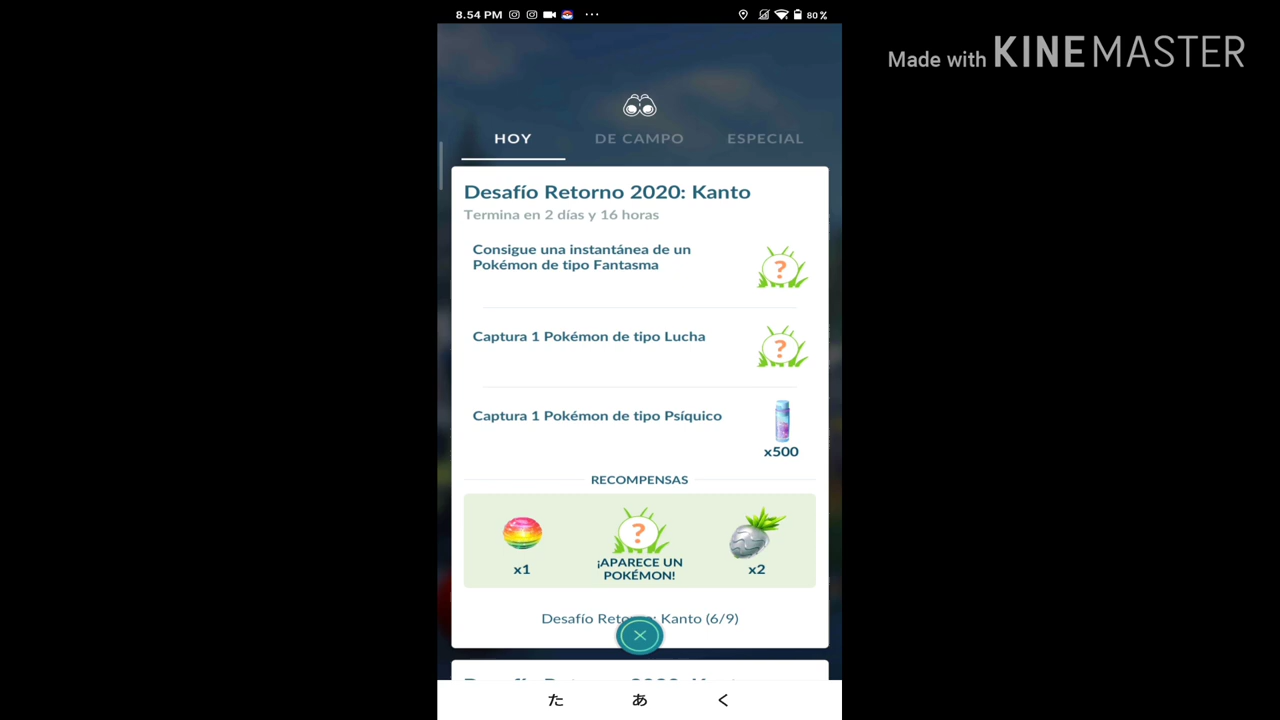 8.54 PM
80 %
Made with KINEMASTER
HOY
DE CAMPO
ESPECIAL
Desafío Retorno 2020: Kanto
Termina en 2 días y 16 horas
Consigue una instantánea de un
Pokémon de tipo Fantasma
?
Captura 1 Pokémon de tipo Lucha
?
Captura 1 Pokémon de tipo Psíquico
x500
RECOMPENSAS
?
x1
¡APARECE UN
POKÉMON!
x2
Desafío Reto Kanto (6/9)
た
あ
く